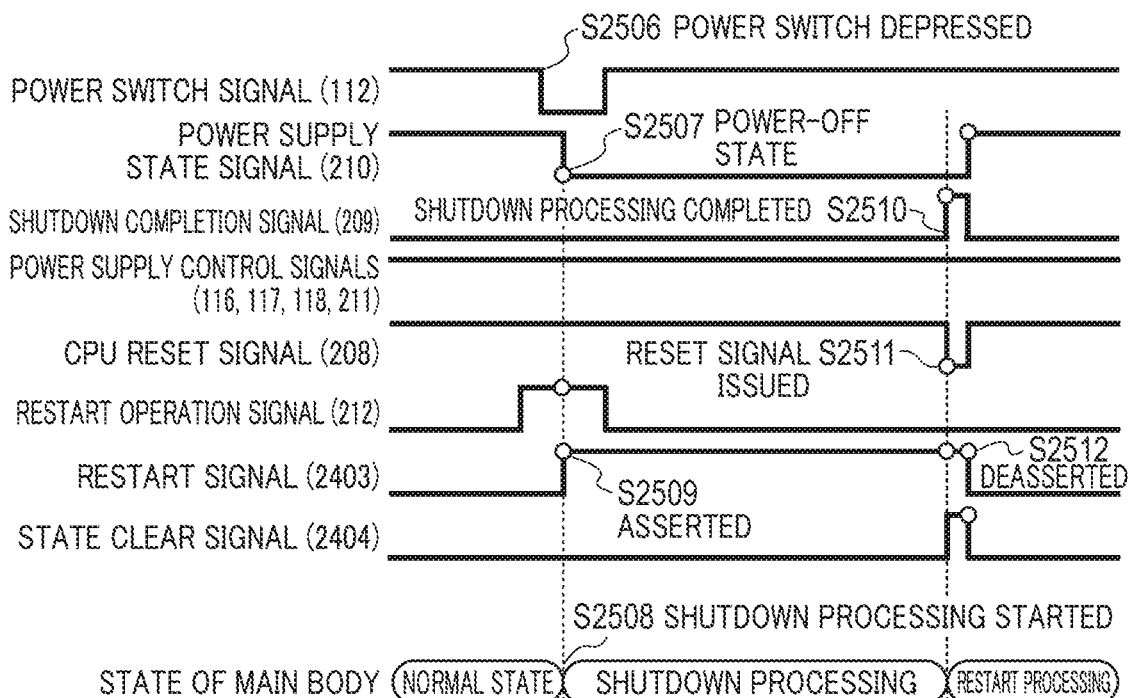 S2506 POWER SWITCH DEPRESSED
POWER SWITCH SIGNAL (112)
POWER SUPPLY
STATE SIGNAL (210)
S2507 POWER-OFF
STATE
SHUTDOWN COMPLETION SIGNAL (209)
SHUTDOWN PROCESSING COMPLETED S2510
POWER SUPPLY CONTROL SIGNALS
(116, 117, 118, 211)
CPU RESET SIGNAL (208)
RESET SIGNAL S2511
ISSUED
RESTART OPERATION SIGNAL (212)
RESTART SIGNAL (2403)
S2509
ASSERTED
S2512
DEASSERTED
STATE CLEAR SIGNAL (2404)
S2508 SHUTDOWN PROCESSING STARTED
STATE OF MAIN BODY NORMAL STATE SHUTDOWN PROCESSING RESTART PROCESSING